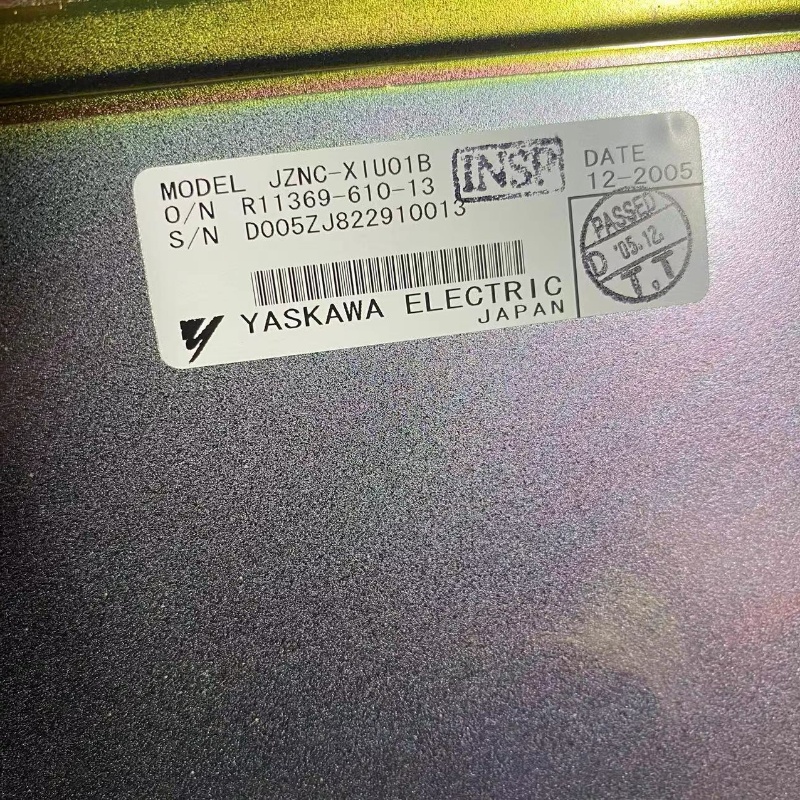 MODEL JZNC-XIU01B
O/N R11369-610-13
S/N D005ZJ822910013
INSP
DATE
12-2005
PASSED
D '05.12.
T.T
YASKAWA ELECTRIC
JAPAN